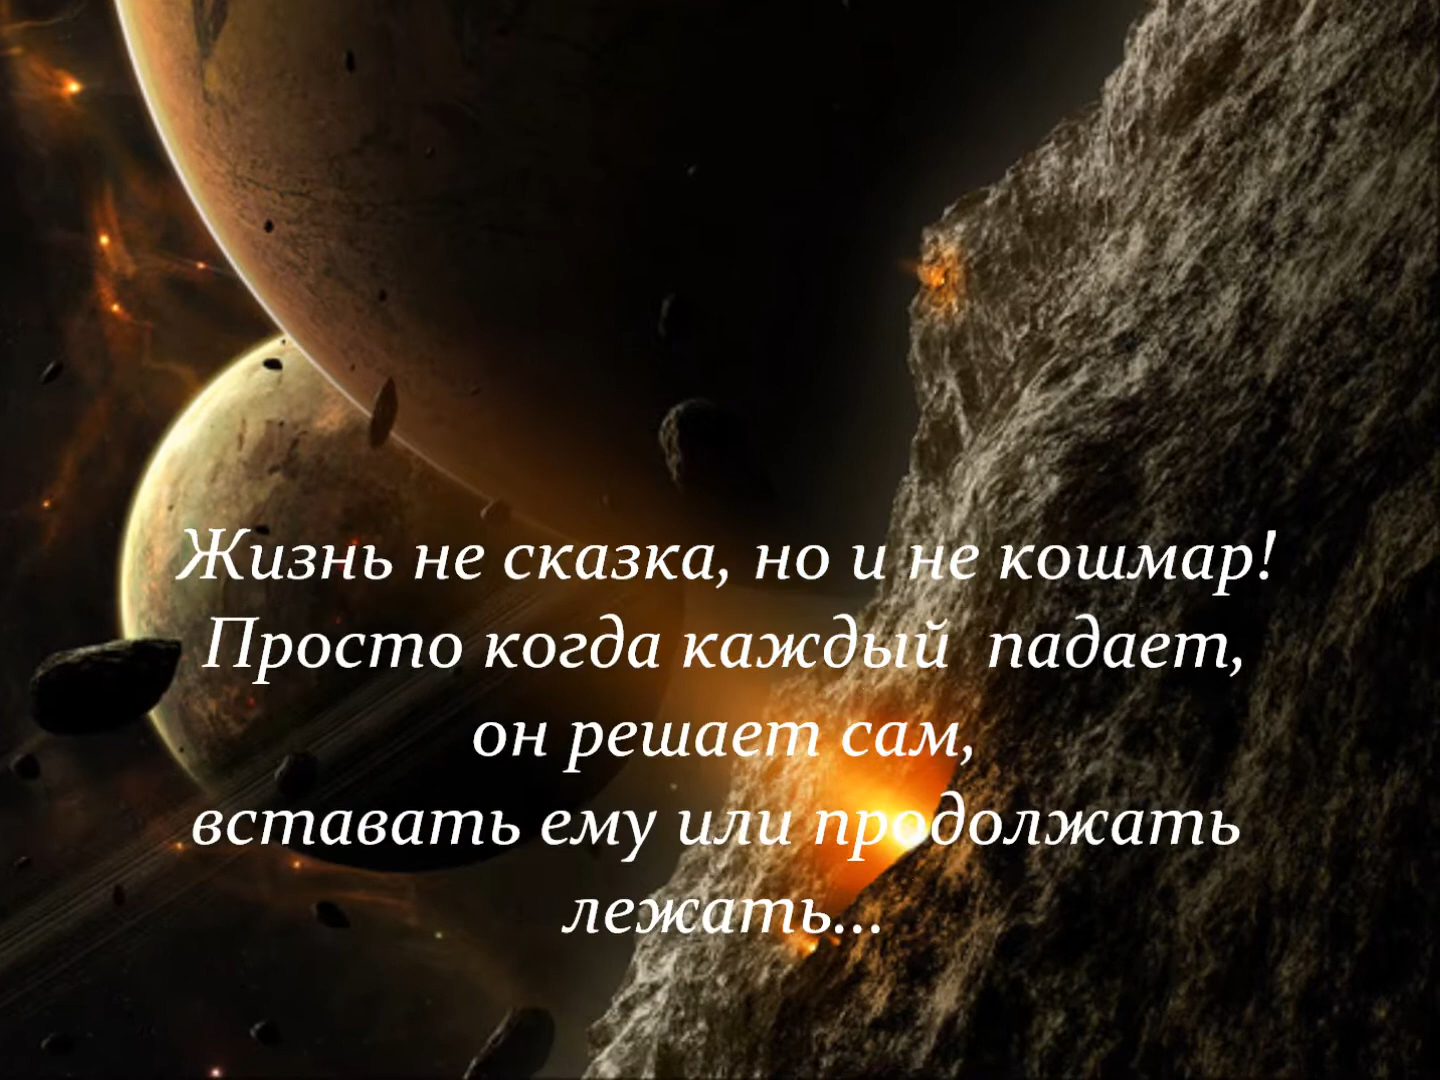 Жизнь не сказка, но и не кошмар!
Просто когда каждый падает,
он решает сам,
вставать ему или продолжать
лежать...